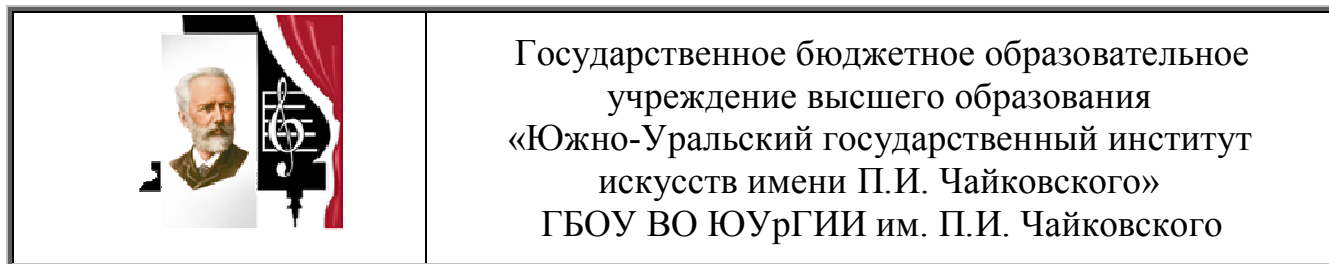 Государственное бюджетное образовательное
учреждение высшего образования
«Южно-Уральский государственный институт
искусств имени П.И. Чайковского»
ГБОУ ВО ЮУрГИИ им. П.И. Чайковского